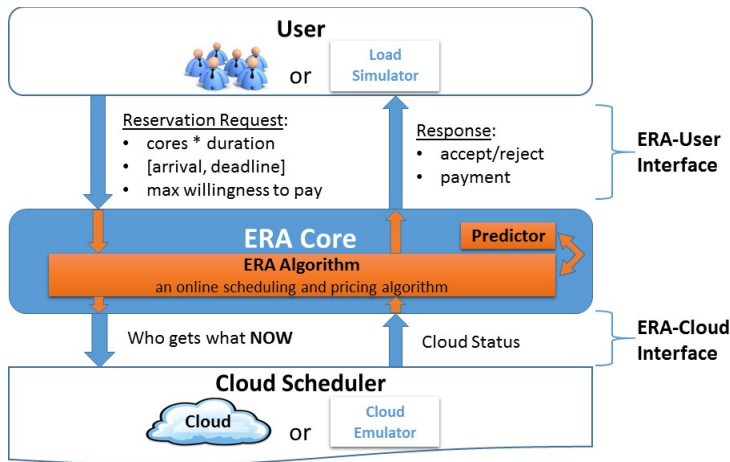 User
or
Load
Simulator
Reservation Request:
• cores * duration
• [arrival, deadline]
• max willingness to pay
Response:
• accept/reject
• payment
ERA-User
Interface
ERA Core
Predictor
ERA Algorithm
an online scheduling and pricing algorithm
Who gets what NOW
Cloud Status
ERA-Cloud
Interface
Cloud Scheduler
Cloud
or
Cloud
Emulator